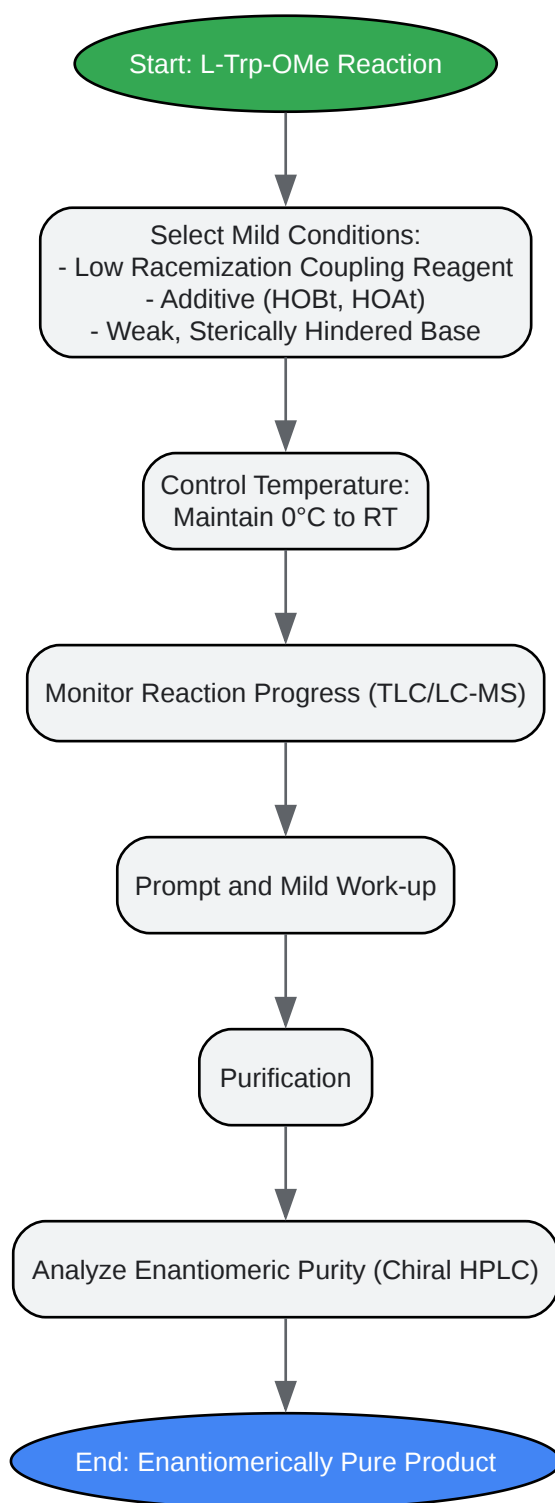 Start: L-Trp-OMe Reaction
Select Mild Conditions:
- Low Racemization Coupling Reagent
- Additive (HOBt, HOAt)
- Weak, Sterically Hindered Base
Control Temperature:
Maintain 0°C to RT
Monitor Reaction Progress (TLC/LC-MS)
Prompt and Mild Work-up
Purification
Analyze Enantiomeric Purity (Chiral HPLC)
End: Enantiomerically Pure Product